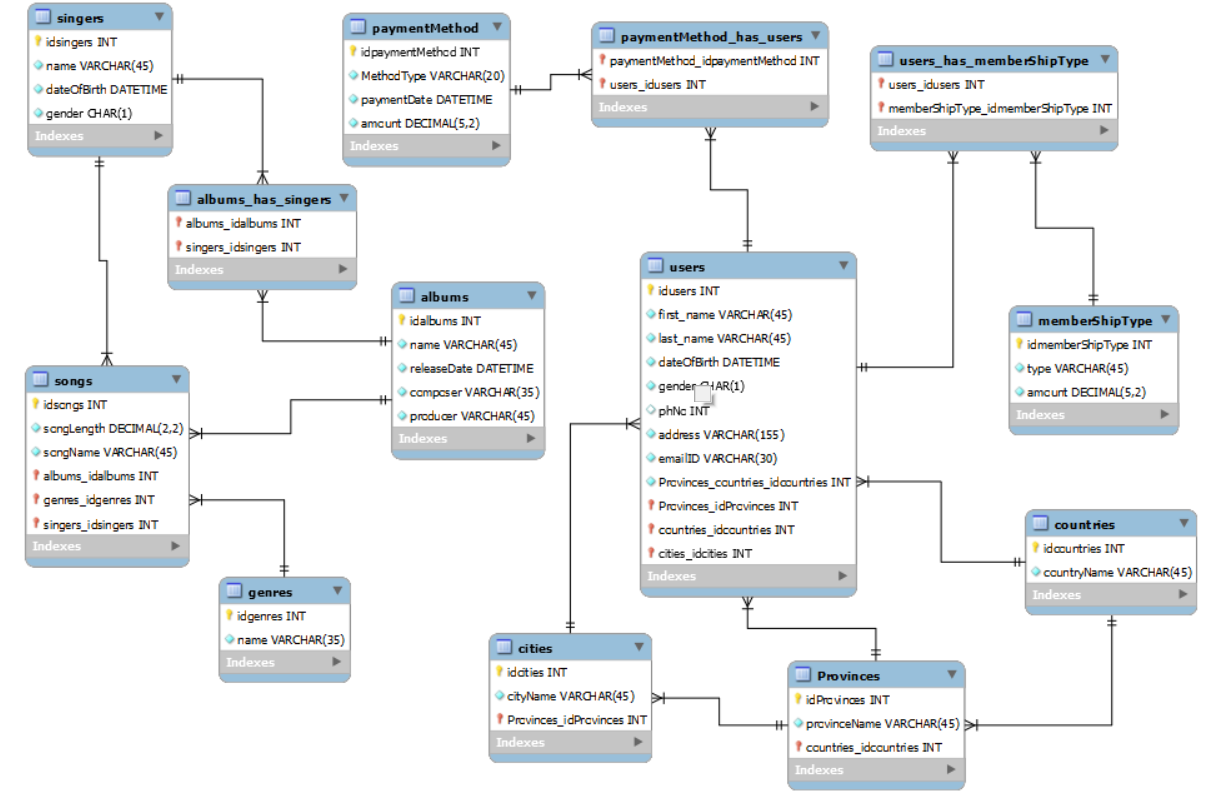 singers
idsingers INT
name VARCHAR(45)
dateOfBirth DATETIME
gender CHAR(1)
Indexes
paymentMethod
idpaymentMethod INT
MethodType VARCHAR(20)
paymentDate DATETIME
amount DECIMAL(5,2)
Indexes
paymentMethod_has_users
paymentMethod_idpaymentMethod INT
users_idusers INT
Indexes
users_has_memberShipType
users_idusers INT
memberShipType_idmemberShipType INT
Indexes
albums_has_singers
albums_idalbums INT
singers_idsingers INT
Indexes
albums
idalbums INT
name VARCHAR(45)
releaseDate DATETIME
composer VARCHAR(35)
producer VARCHAR(45)
Indexes
users
idusers INT
first_name VARCHAR(45)
last_name VARCHAR(45)
dateOfBirth DATETIME
gender CHAR(1)
phNo INT
address VARCHAR(155)
emailID VARCHAR(30)
Provinces_countries_idcountries INT
Provinces_idProvinces INT
countries_idcountries INT
cities_idcities INT
Indexes
memberShipType
idmemberShipType INT
type VARCHAR(45)
amount DECIMAL(5,2)
Indexes
songs
idsongs INT
songLength DECIMAL(2,2)
songName VARCHAR(45)
albums_idalbums INT
genres_idgenres INT
singers_idsingers INT
Indexes
genres
idgenres INT
name VARCHAR(35)
Indexes
countries
idcountries INT
countryName VARCHAR(45)
Indexes
cities
idcities INT
cityName VARCHAR(45)
Provinces_idProvinces INT
Indexes
Provinces
idProvinces INT
provinceName VARCHAR(45)
countries_idcountries INT
Indexes